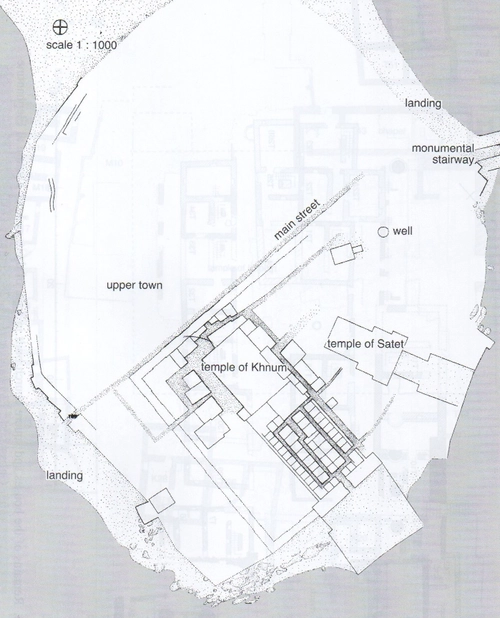 scale 1 : 1000
landing
monumental
stairway
main street
well
upper town
temple of Satet
temple of Khnum
landing